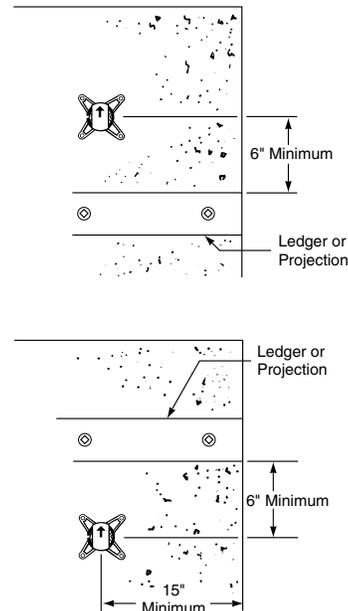 6" Minimum
Ledger or
Projection
Ledger or
Projection
6" Minimum
15"
Minimum